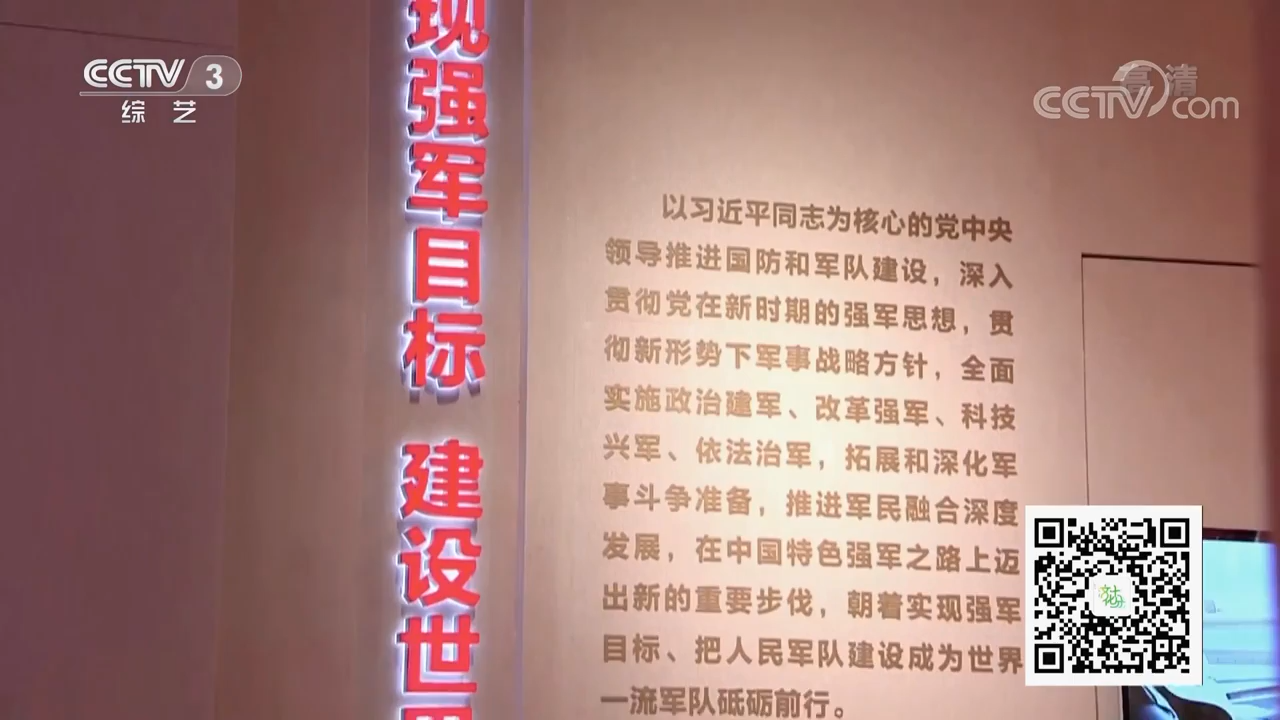 CCTV 3
综艺
高清
CCTV.com
现强军目标 建设世界
以习近平同志为核心的党中央
领导推进国防和军队建设，深入
贯彻党在新时期的强军思想，贯
彻新形势下军事战略方针，全面
实施政治建军、改革强军、科技
兴军、依法治军，拓展和深化军
事斗争准备，推进军民融合深度
发展，在中国特色强军之路上迈
出新的重要步伐，朝着实现强军
目标、把人民军队建设成为世界
一流军队砥砺前行。